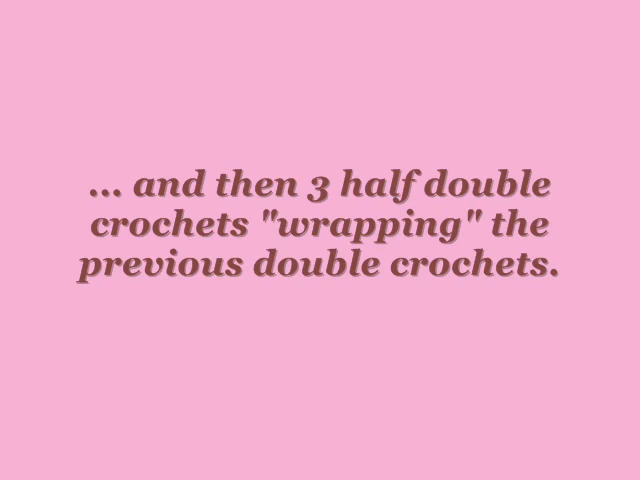 ... and then 3 half double
crochets "wrapping" the
previous double crochets.